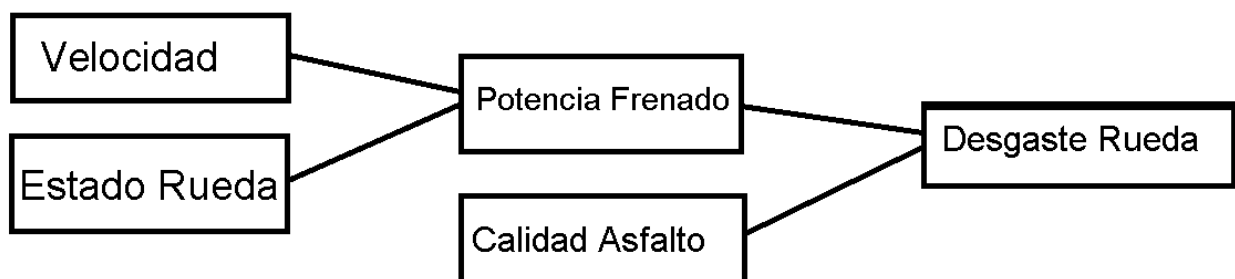 Velocidad
Estado Rueda
Potencia Frenado
Calidad Asfalto
Desgaste Rueda